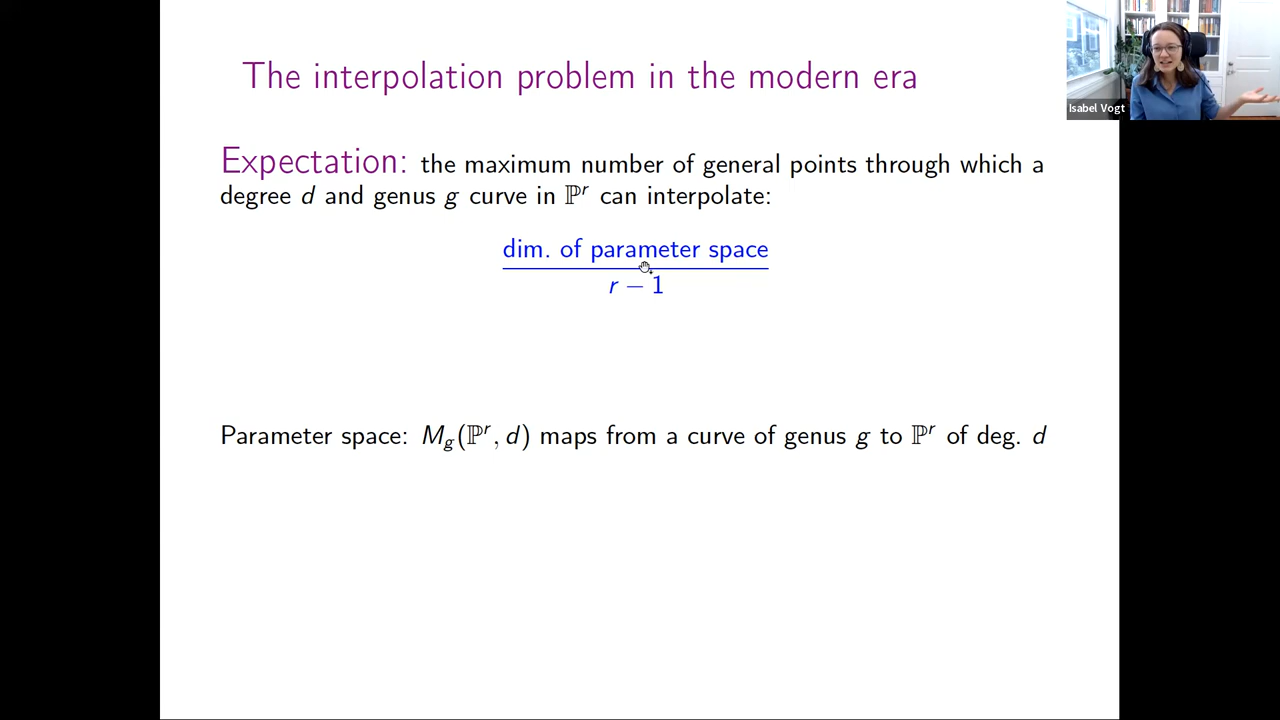 The interpolation problem in the modern era
Isabel Vogt
Expectation: the maximum number of general points through which a
degree d and genus g curve in ℙʳ can interpolate:
dim. of parameter space
r − 1
Parameter space: M_g(ℙʳ, d) maps from a curve of genus g to ℙʳ of deg. d